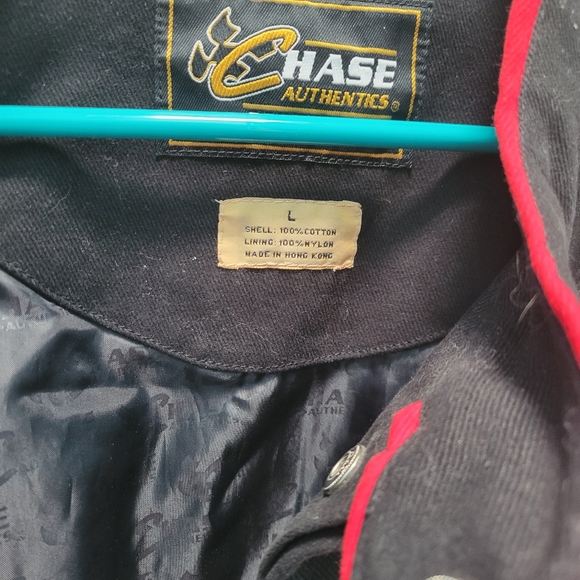 CHASE
AUTHENTICS®
L
SHELL: 100% COTTON
LINING: 100% NYLON
MADE IN HONG KONG